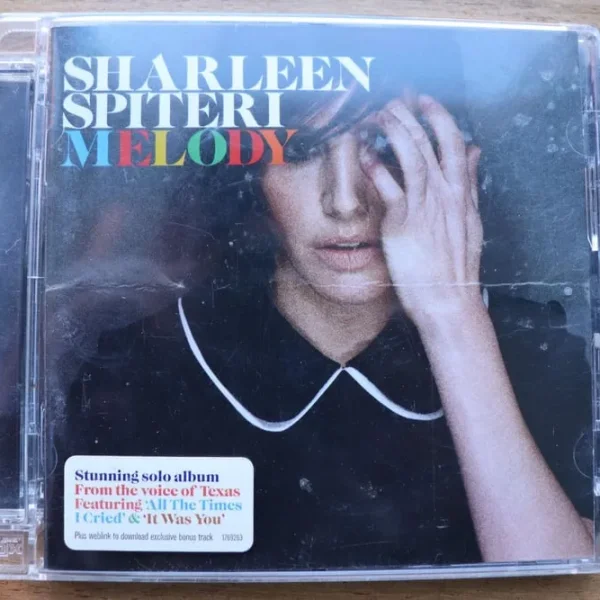 SHARLEEN
SPITERI
MELODY
Stunning solo album
From the voice of Texas
Featuring ‘All The Times
I Cried’ & ‘It Was You’
Plus weblink to download exclusive bonus track 1769263